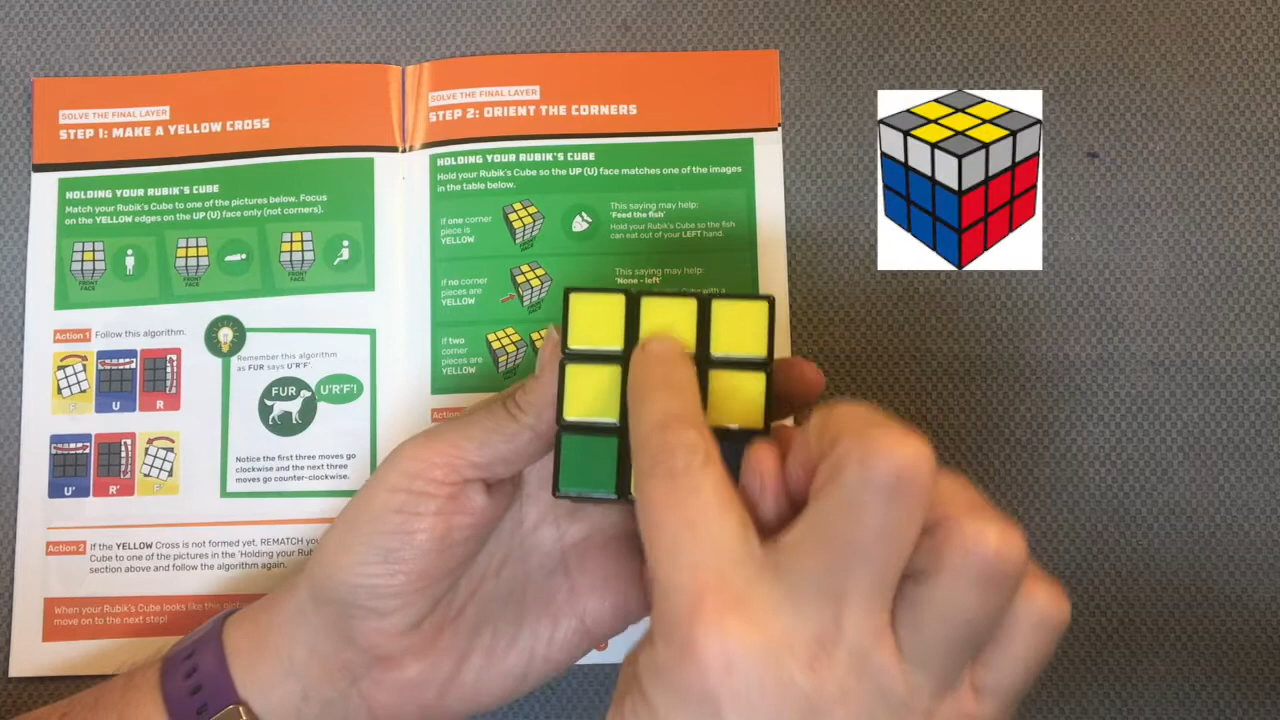 SOLVE THE FINAL LAYER
STEP 1: MAKE A YELLOW CROSS
HOLDING YOUR RUBIK'S CUBE
Match your Rubik's Cube to one of the pictures below. Focus
on the YELLOW edges on the UP (U) face only (not corners).
FRONT
FACE
FRONT
FACE
FRONT
FACE
Action 1 Follow this algorithm.
F
U
R
U'
R'
F'
Remember this algorithm
as FUR says U'R'F'.
FUR
U'R'F'!
Notice the first three moves go
clockwise and the next three
moves go counter-clockwise.
Action 2 If the YELLOW Cross is not formed yet, REMATCH
Cube to one of the pictures in the 'Holding your
section above and follow the algorithm again.
When your Rubik's Cube looks like this
move on to the next step!
SOLVE THE FINAL LAYER
STEP 2: ORIENT THE CORNERS
HOLDING YOUR RUBIK'S CUBE
Hold your Rubik's Cube so the UP (U) face matches one of the images
in the table below.
If one corner
piece is
YELLOW
FRONT
FACE
This saying may help:
'Feed the fish'
Hold your Rubik's Cube so the fish
can eat out of your LEFT hand.
If no corner
pieces are
YELLOW
This saying may help:
'None - left'
with a
If two
corner
pieces are
YELLOW